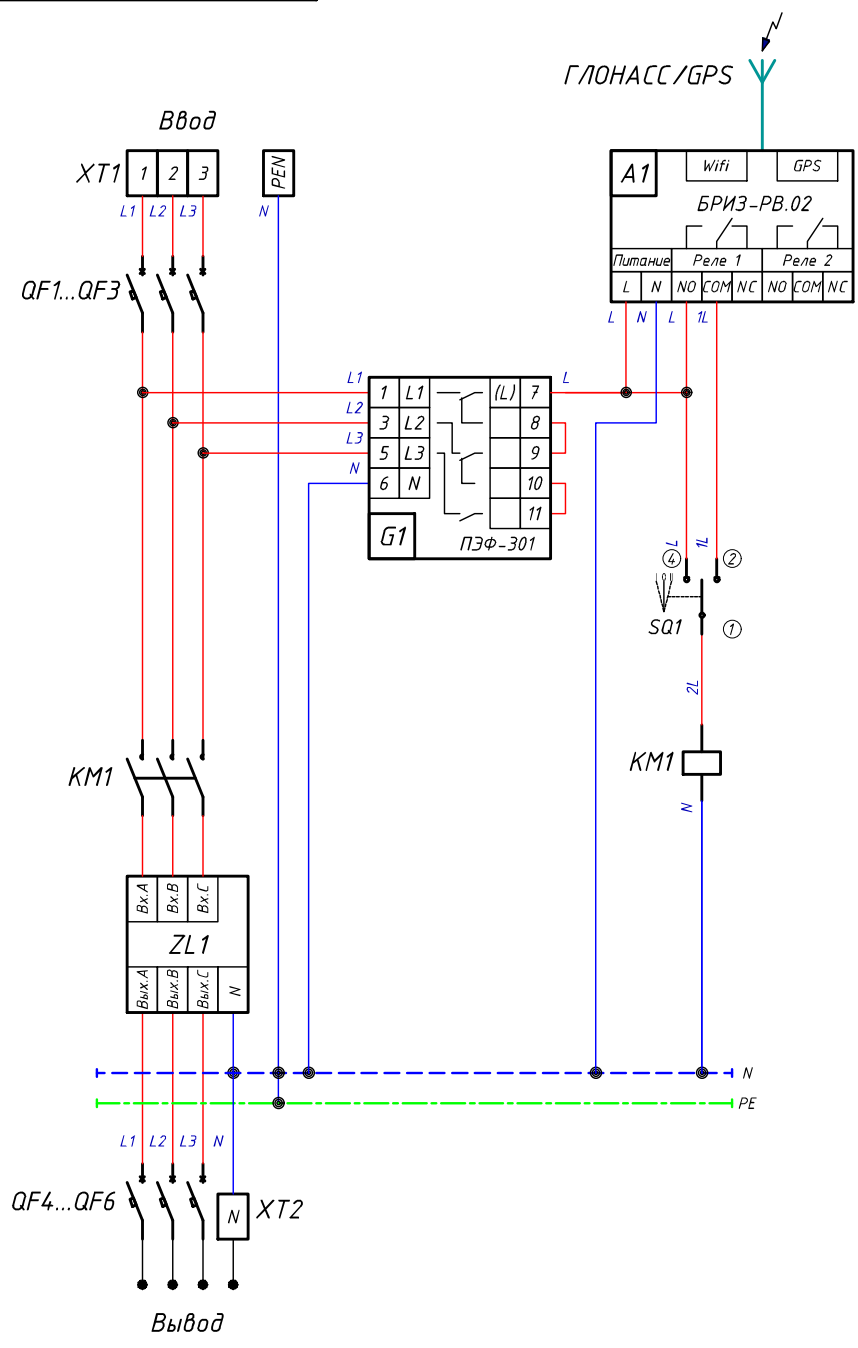 ГЛОНАСС/GPS
Ввод
XT1 1 2 3
PEN
L1 L2 L3 N
A1 Wifi GPS
БРИЗ-РВ.02
Питание Реле 1 Реле 2
L N NO COM NC NO COM NC
L N L 1L
QF1...QF3
L1
L2
L3
N
1 L1 (L) 7
3 L2 8
5 L3 9
6 N 10
11
G1 ПЭФ-301
L
L 1L
4 2
SQ1 1
2L
KM1
KM1
N
Вх.А Вх.В Вх.С
ZL1
Вых.А Вых.В Вых.С N
N
PE
L1 L2 L3 N
QF4...QF6
N XT2
Вывод